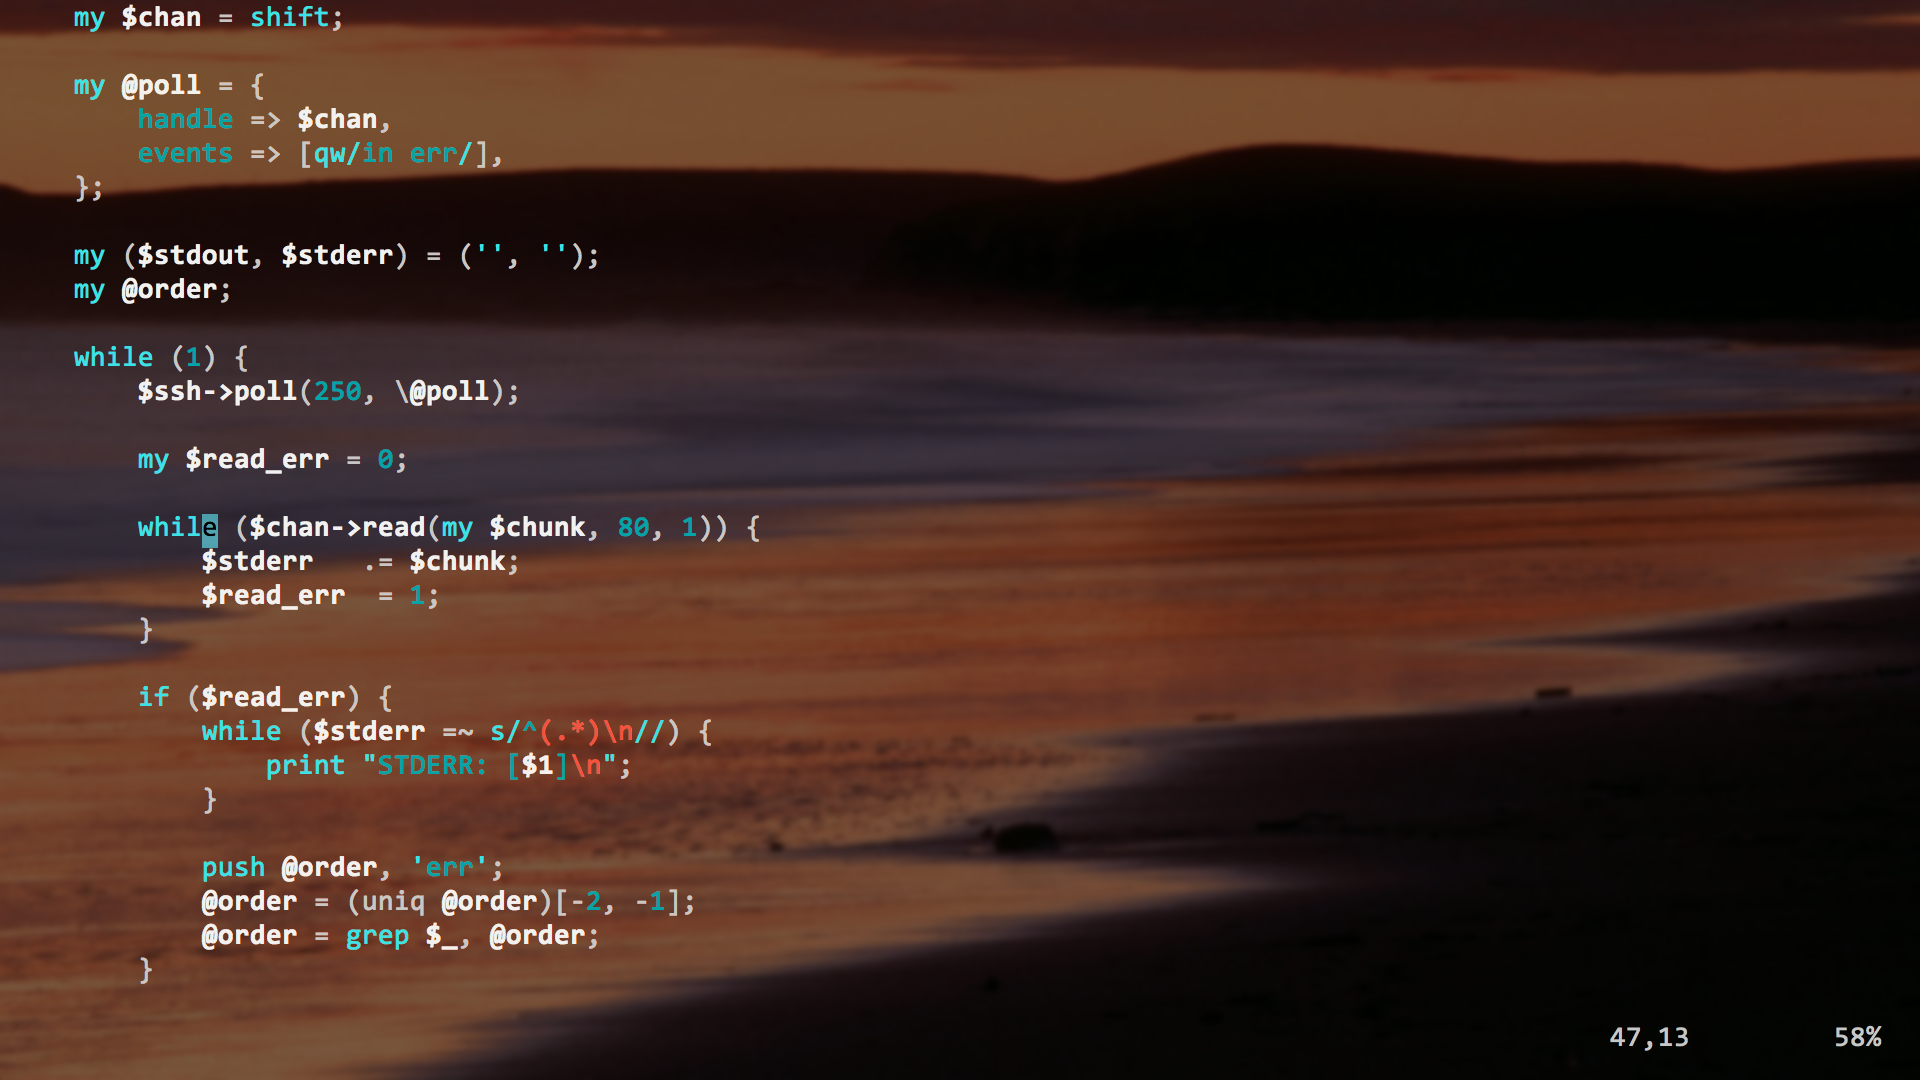 my $chan = shift;

my @poll = {
    handle => $chan,
    events => [qw/in err/],
};

my ($stdout, $stderr) = ('', '');
my @order;

while (1) {
    $ssh->poll(250, \@poll);

    my $read_err = 0;

    while ($chan->read(my $chunk, 80, 1)) {
        $stderr   .= $chunk;
        $read_err  = 1;
    }

    if ($read_err) {
        while ($stderr =~ s/^(.*)\n//) {
            print "STDERR: [$1]\n";
        }

        push @order, 'err';
        @order = (uniq @order)[-2, -1];
        @order = grep $_, @order;
    }
47,13 58%